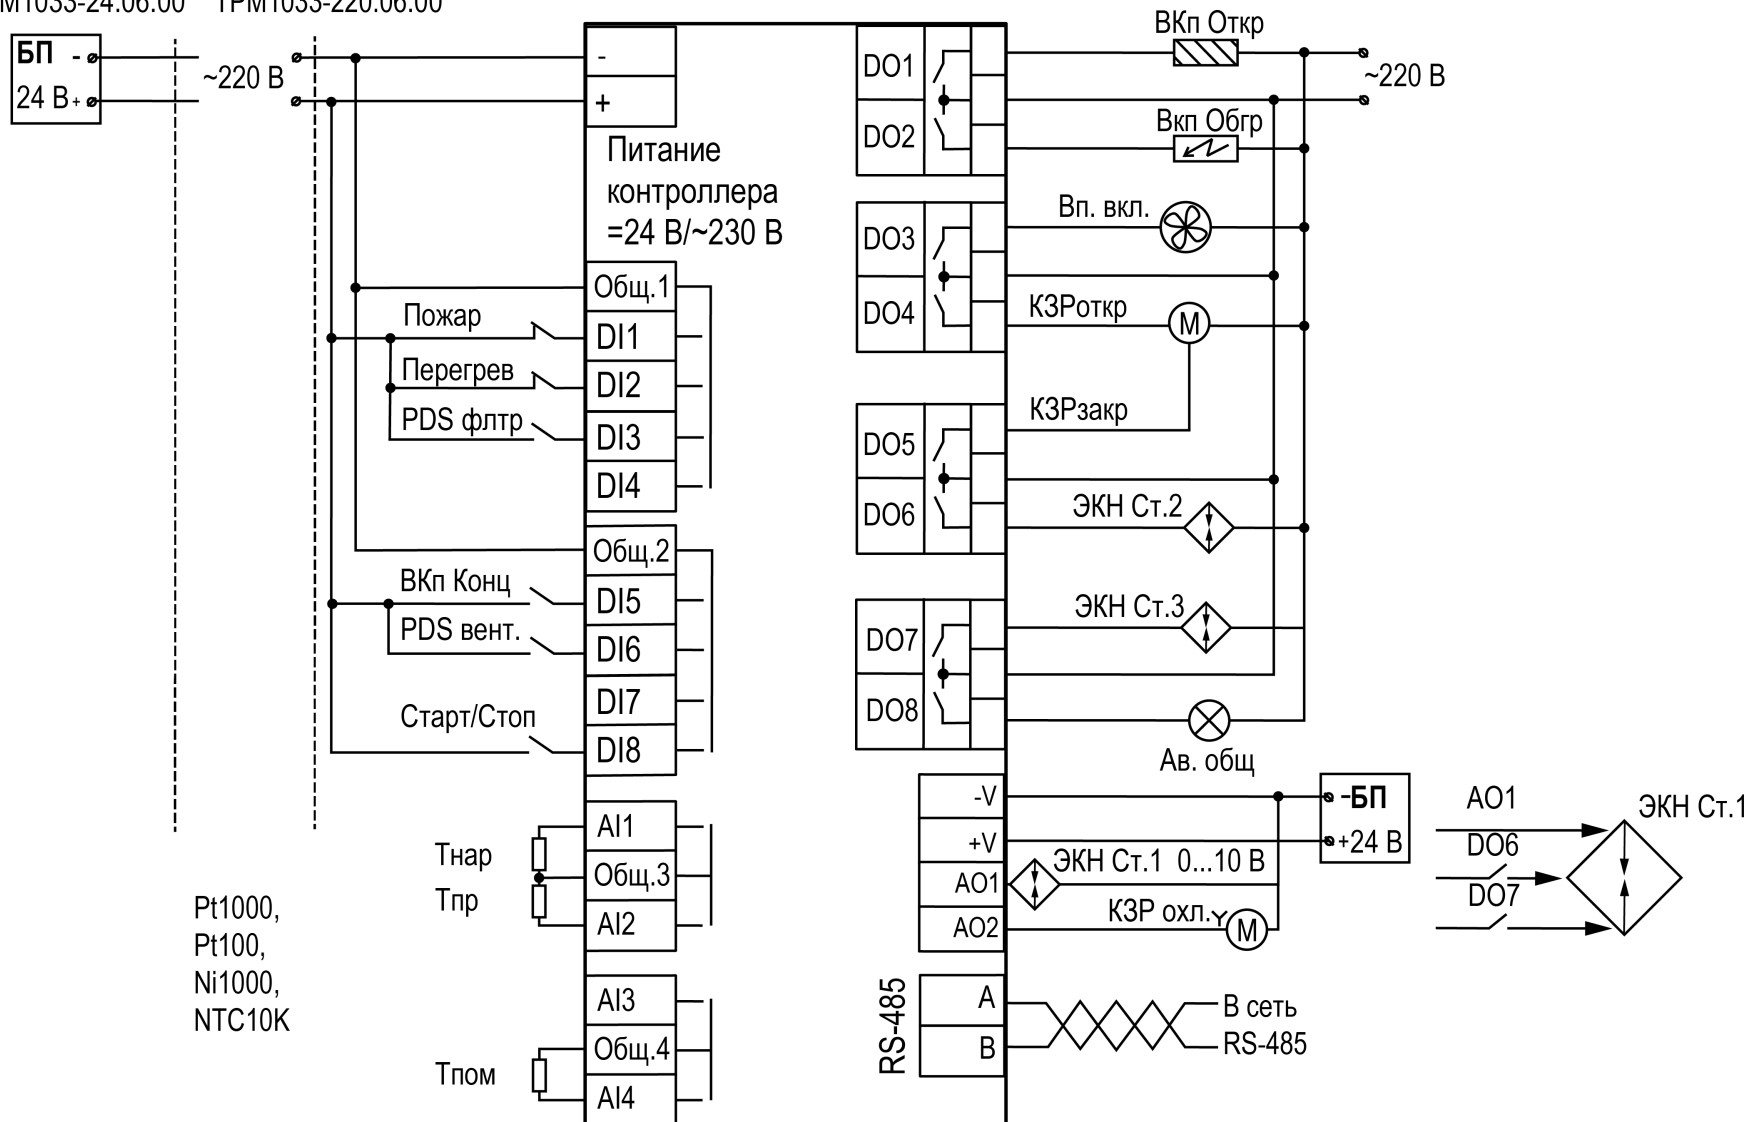 ТРМ1033-220.06.00
БП -
24 В +
~220 В
-
+
Питание
контроллера
=24 В/~230 В
Общ.1
Пожар
DI1
Перегрев
DI2
PDS флтр
DI3
DI4
Общ.2
ВКп Конц
DI5
PDS вент.
DI6
DI7
Старт/Стоп
DI8
AI1
Тнар
Общ.3
Тпр
AI2
Pt1000,
Pt100,
Ni1000,
NTC10K
AI3
Общ.4
Тпом
AI4
ВКп Откр
DO1
~220 В
Вкп Обгр
DO2
Вп. вкл.
DO3
КЗРоткр
DO4
М
КЗРзакр
DO5
ЭКН Ст.2
DO6
ЭКН Ст.3
DO7
DO8
Ав. общ
-V
+V
-БП
+24 В
ЭКН Ст.1 0...10 В
AO1
КЗР охл.
AO2
М
AO1
ЭКН Ст.1
DO6
DO7
RS-485
A
B
В сеть
RS-485